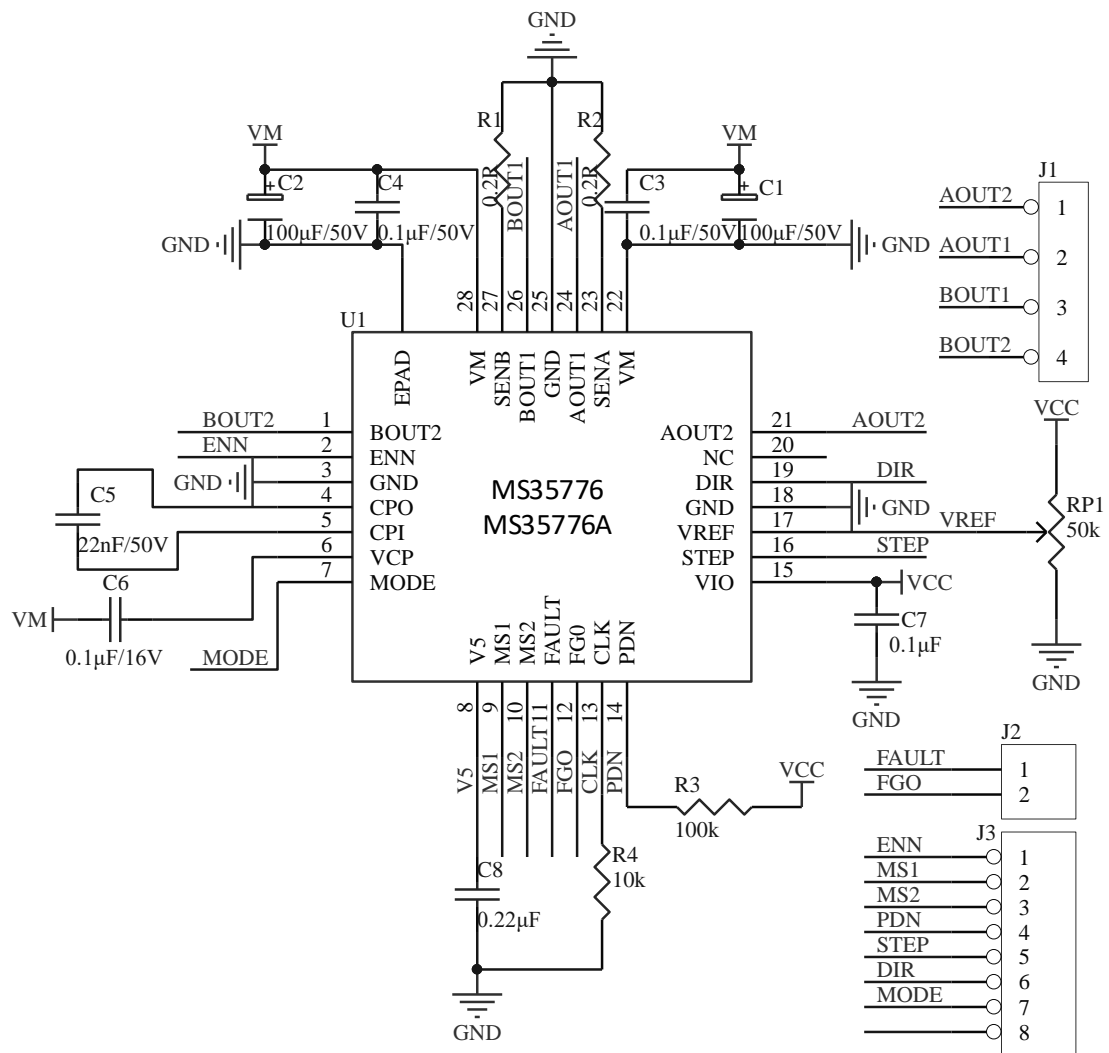 GND
R1
R2
VM
VM
+
C2
C4
0.2R
BOUT1
AOUT1
0.2R
C3
+
C1
J1
GND
100μF/50V
0.1μF/50V
0.1μF/50V
100μF/50V
GND
AOUT2
1
AOUT1
2
BOUT1
3
BOUT2
4
28
27
26
25
24
23
22
U1
EPAD
VM
SENB
BOUT1
GND
AOUT1
SENA
VM
BOUT2
1
BOUT2
ENN
2
ENN
GND
3
GND
4
CPO
5
CPI
6
VCP
7
MODE
C5
22nF/50V
C6
VM
0.1μF/16V
MODE
MS35776
MS35776A
AOUT2
21
AOUT2
NC
20
DIR
19
DIR
GND
18
GND
VREF
17
VREF
STEP
16
STEP
VIO
15
VCC
VCC
RP1
50k
GND
C7
0.1μF
GND
V5
MS1
MS2
FAULT
FG0
CLK
PDN
8
9
10
11
12
13
14
V5
MS1
MS2
FAULT
FGO
CLK
PDN
R3
100k
VCC
C8
0.22μF
R4
10k
GND
J2
FAULT
1
FGO
2
J3
ENN
1
MS1
2
MS2
3
PDN
4
STEP
5
DIR
6
MODE
7
8